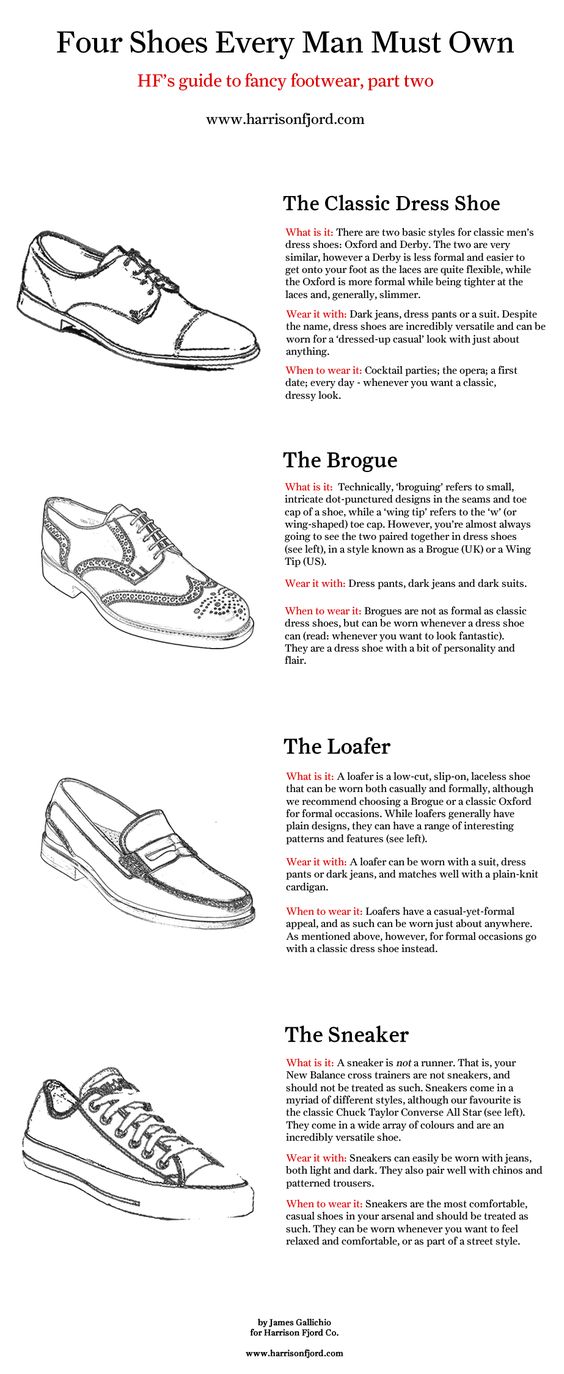 Four Shoes Every Man Must Own
HF's guide to fancy footwear, part two
www.harrisonfjord.com
The Classic Dress Shoe
What is it: There are two basic styles for classic men's
dress shoes: Oxford and Derby. The two are very
similar, however a Derby is less formal and easier to
get onto your foot as the laces are quite flexible, while
the Oxford is more formal while being tighter at the
laces and, generally, slimmer.
Wear it with: Dark jeans, dress pants or a suit. Despite
the name, dress shoes are incredibly versatile and can be
worn for a 'dressed-up casual' look with just about
anything.
When to wear it: Cocktail parties; the opera; a first
date; every day - whenever you want a classic,
dressy look.
The Brogue
What is it: Technically, 'broguing' refers to small,
intricate dot-punctured designs in the seams and toe
cap of a shoe, while a 'wing tip' refers to the 'w' (or
wing-shaped) toe cap. However, you're almost always
going to see the two paired together in dress shoes
(see left), in a style known as a Brogue (UK) or a Wing
Tip (US).
Wear it with: Dress pants, dark jeans and dark suits.
When to wear it: Brogues are not as formal as classic
dress shoes, but can be worn whenever a dress shoe
can (read: whenever you want to look fantastic).
They are a dress shoe with a bit of personality and
flair.
The Loafer
What is it: A loafer is a low-cut, slip-on, laceless shoe
that can be worn both casually and formally, although
we recommend choosing a Brogue or a classic Oxford
for formal occasions. While loafers generally have
plain designs, they can have a range of interesting
patterns and features (see left).
Wear it with: A loafer can be worn with a suit, dress
pants or dark jeans, and matches well with a plain-knit
cardigan.
When to wear it: Loafers have a casual-yet-formal
appeal, and as such can be worn just about anywhere.
As mentioned above, however, for formal occasions go
with a classic dress shoe instead.
The Sneaker
What is it: A sneaker is not a runner. That is, your
New Balance cross trainers are not sneakers, and
should not be treated as such. Sneakers come in a
myriad of different styles, although our favourite is
the classic Chuck Taylor Converse All Star (see left).
They come in a wide array of colours and are an
incredibly versatile shoe.
Wear it with: Sneakers can easily be worn with jeans,
both light and dark. They also pair well with chinos and
patterned trousers.
When to wear it: Sneakers are the most comfortable,
casual shoes in your arsenal and should be treated as
such. They can be worn whenever you want to feel
relaxed and comfortable, or as part of a street style.
by James Gallichio
for Harrison Fjord Co.
www.harrisonfjord.com